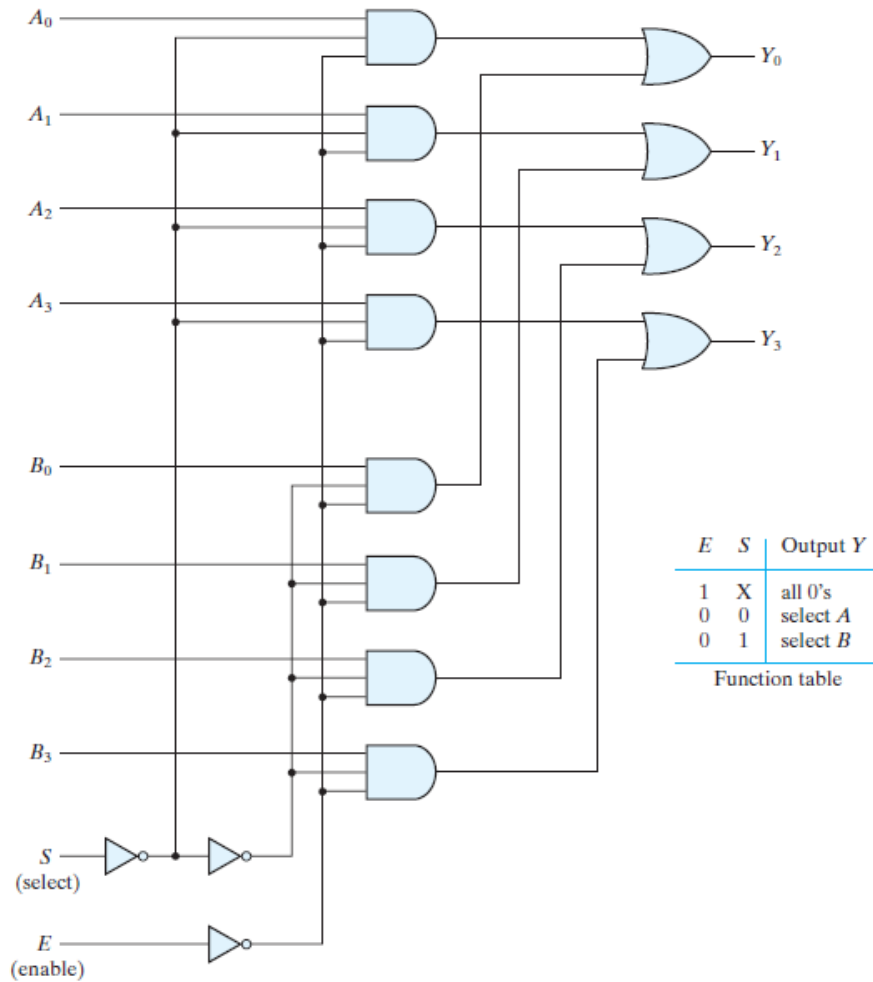 A₀
Y₀
A₁
Y₁
A₂
Y₂
A₃
Y₃
B₀
B₁
B₂
B₃
E S Output Y
1 X all 0's
0 0 select A
0 1 select B
Function table
S
(select)
E
(enable)